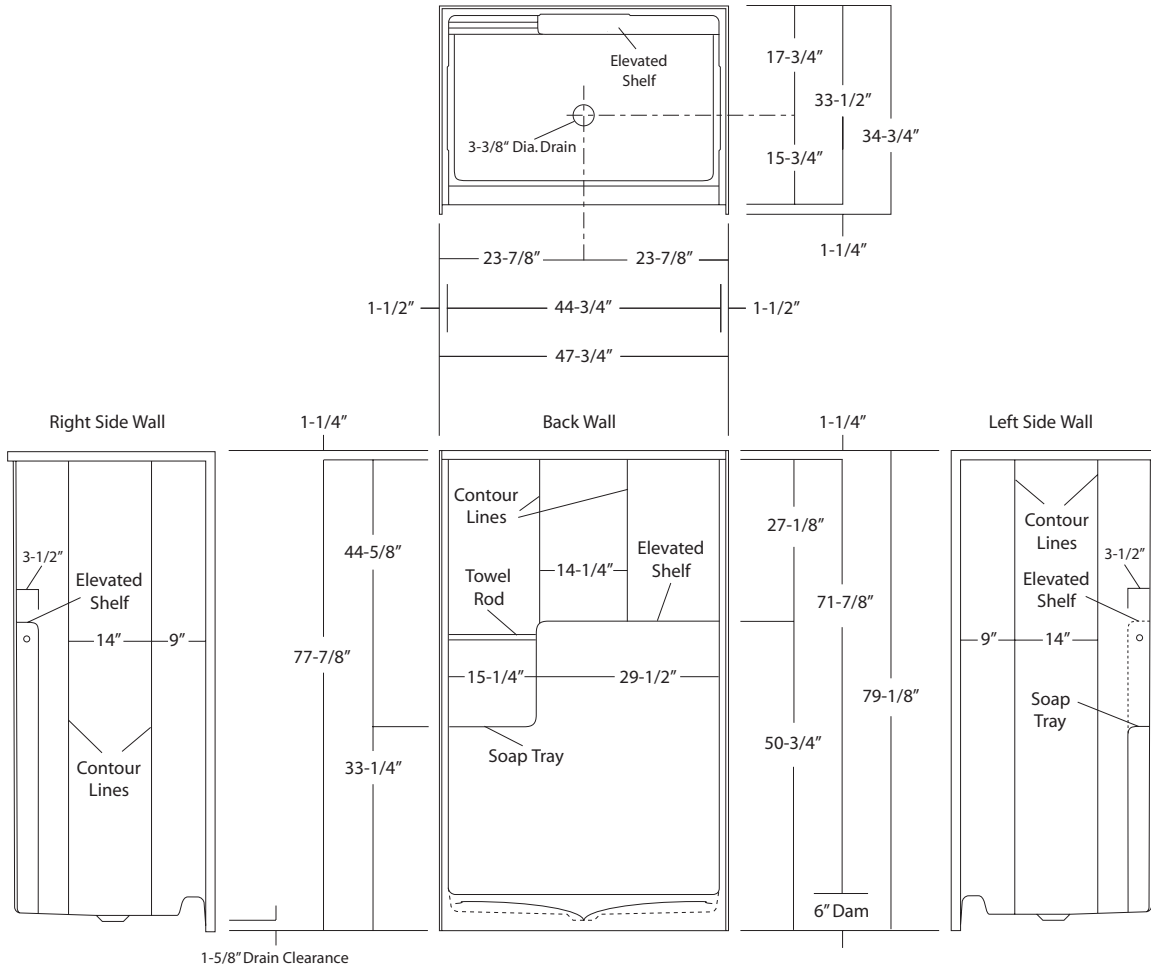 Elevated
Shelf
3-3/8“ Dia. Drain
17-3/4”
33-1/2”
34-3/4”
15-3/4”
1-1/4”
23-7/8”
23-7/8”
1-1/2”
44-3/4”
1-1/2”
47-3/4”
Right Side Wall
1-1/4”
Back Wall
1-1/4”
Left Side Wall
3-1/2”
Elevated
Shelf
14”
9”
Contour
Lines
44-5/8”
77-7/8”
33-1/4”
1-5/8” Drain Clearance
Contour
Lines
14-1/4”
Elevated
Shelf
Towel
Rod
15-1/4”
29-1/2”
Soap Tray
27-1/8”
71-7/8”
79-1/8”
50-3/4”
6” Dam
Contour
Lines
3-1/2”
Elevated
Shelf
9”
14”
Soap
Tray